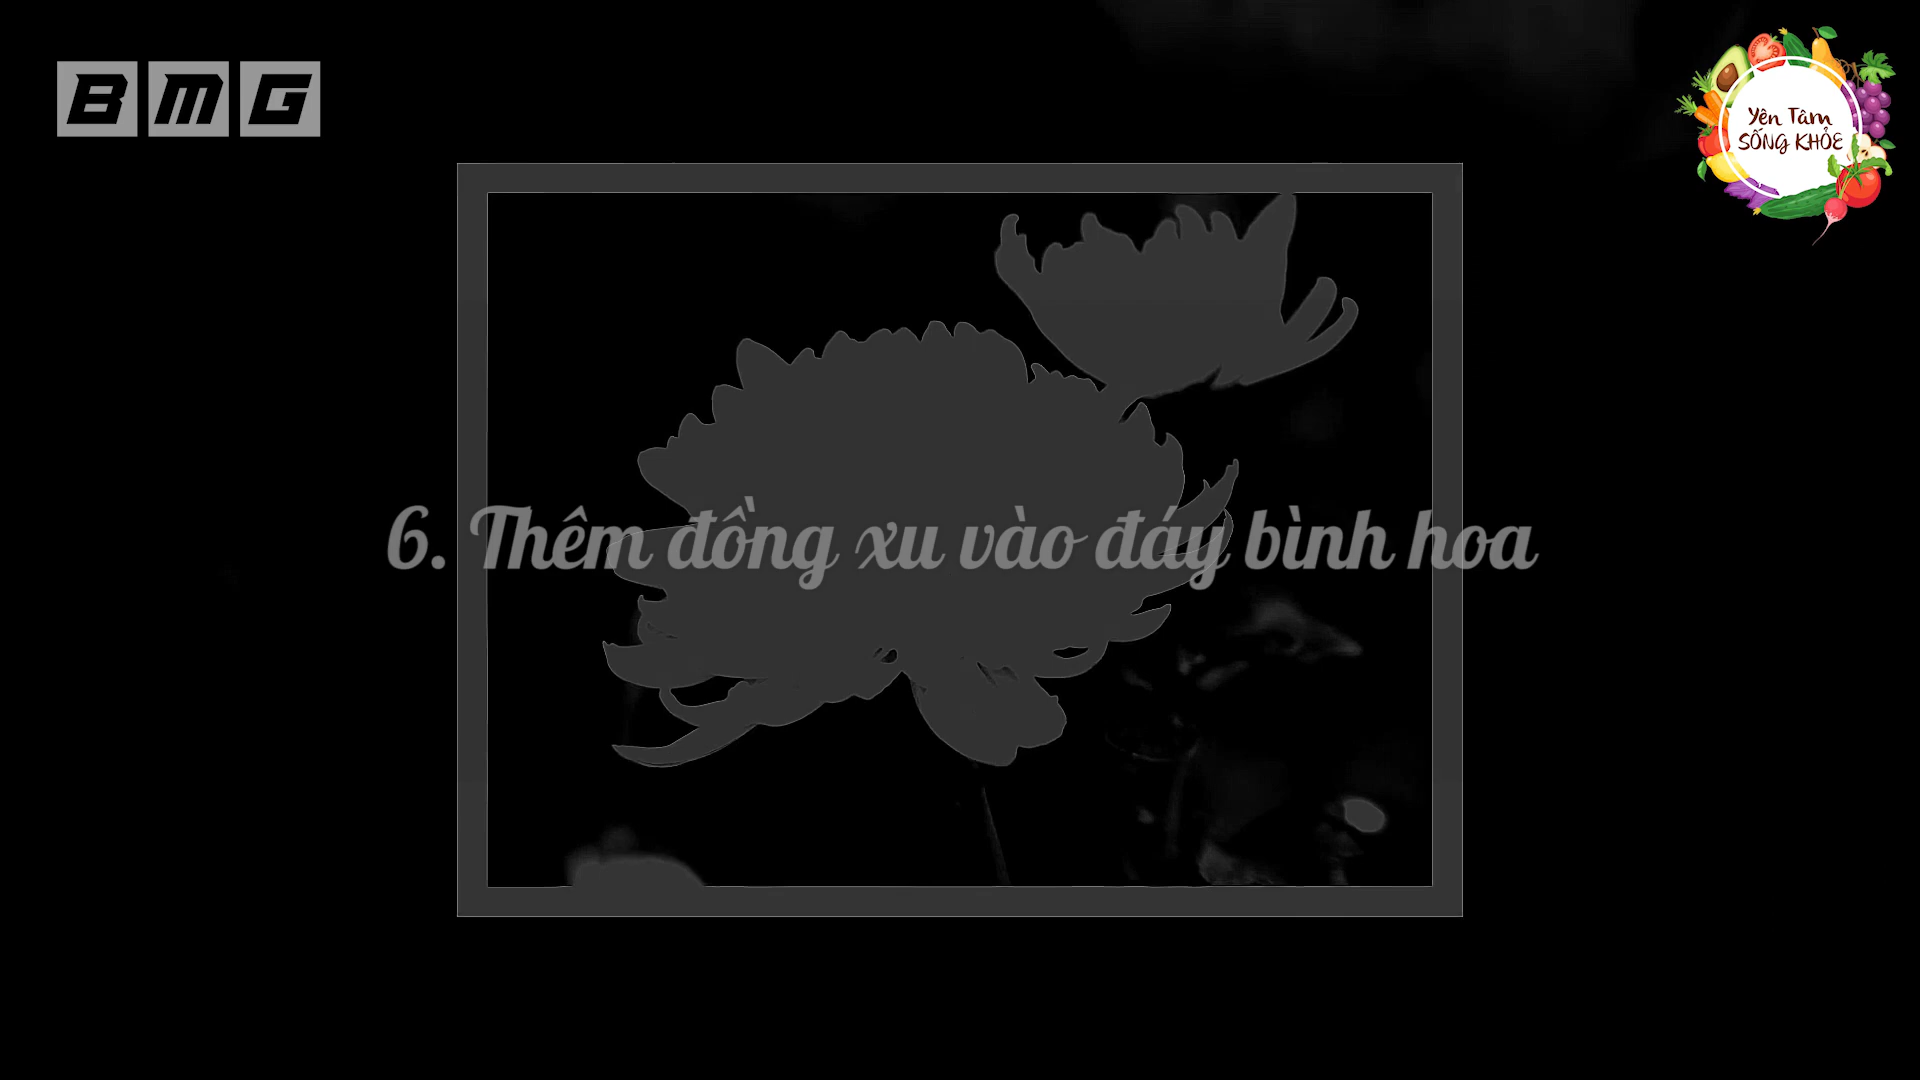 BMG
Yên Tâm
SỐNG KHỎE
6. Thêm đồng xu vào đáy bình hoa